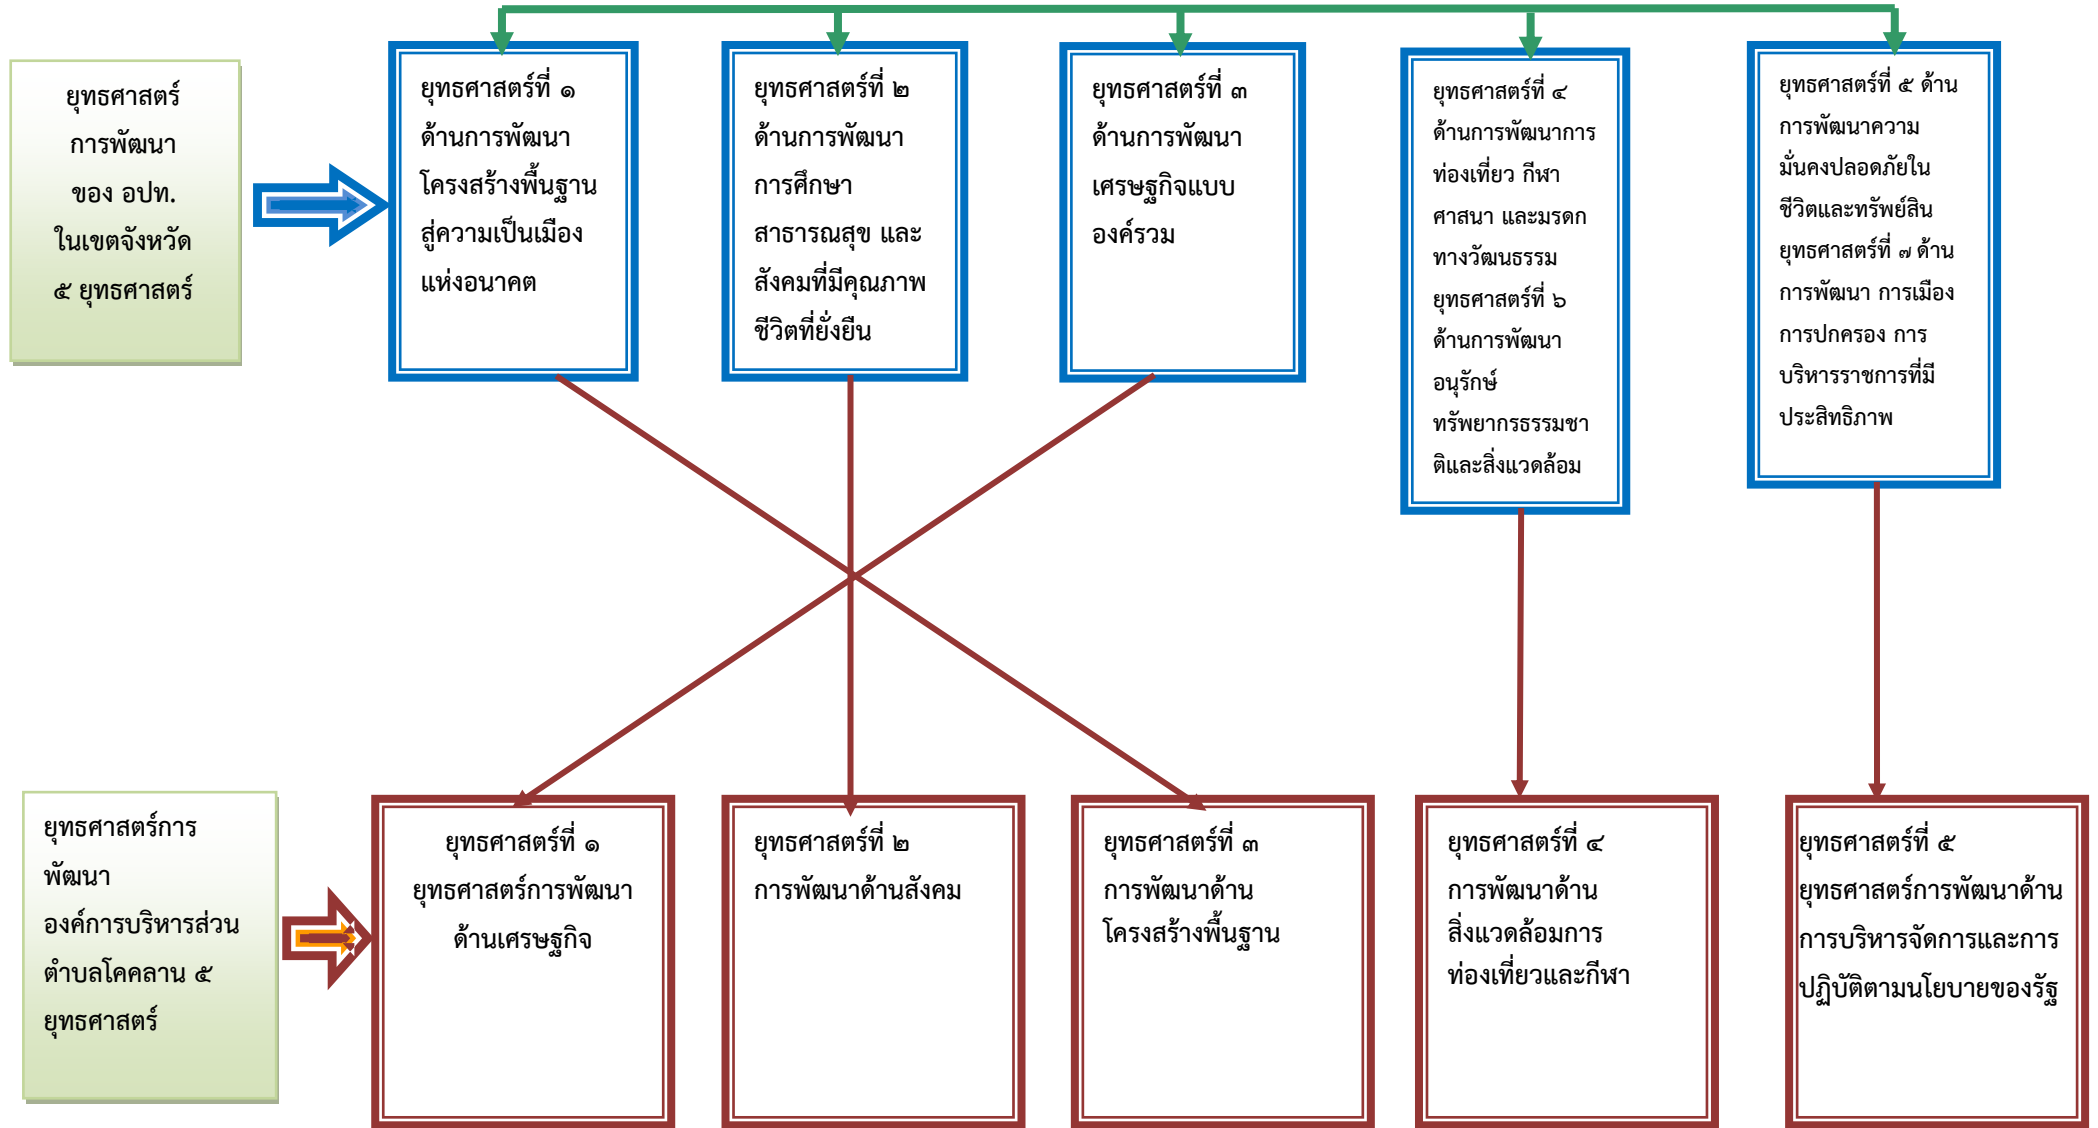 ยุทธศาสตร์
การพัฒนา
ของ อปท.
ในเขตจังหวัด
๕ ยุทธศาสตร์
ยุทธศาสตร์ที่ ๑
ด้านการพัฒนา
โครงสร้างพื้นฐาน
สู่ความเป็นเมือง
แห่งอนาคต
ยุทธศาสตร์ที่ ๒
ด้านการพัฒนา
การศึกษา
สาธารณสุข และ
สังคมที่มีคุณภาพ
ชีวิตที่ยั่งยืน
ยุทธศาสตร์ที่ ๓
ด้านการพัฒนา
เศรษฐกิจแบบ
องค์รวม
ยุทธศาสตร์ที่ ๔
ด้านการพัฒนาการ
ท่องเที่ยว กีฬา
ศาสนา และมรดก
ทางวัฒนธรรม
ยุทธศาสตร์ที่ ๖
ด้านการพัฒนา
อนุรักษ์
ทรัพยากรธรรมชา
ติและสิ่งแวดล้อม
ยุทธศาสตร์ที่ ๕ ด้าน
การพัฒนาความ
มั่นคงปลอดภัยใน
ชีวิตและทรัพย์สิน
ยุทธศาสตร์ที่ ๗ ด้าน
การพัฒนา การเมือง
การปกครอง การ
บริหารราชการที่มี
ประสิทธิภาพ
ยุทธศาสตร์การ
พัฒนา
องค์การบริหารส่วน
ตำบลโคคลาน ๕
ยุทธศาสตร์
ยุทธศาสตร์ที่ ๑
ยุทธศาสตร์การพัฒนา
ด้านเศรษฐกิจ
ยุทธศาสตร์ที่ ๒
การพัฒนาด้านสังคม
ยุทธศาสตร์ที่ ๓
การพัฒนาด้าน
โครงสร้างพื้นฐาน
ยุทธศาสตร์ที่ ๔
การพัฒนาด้าน
สิ่งแวดล้อมการ
ท่องเที่ยวและกีฬา
ยุทธศาสตร์ที่ ๕
ยุทธศาสตร์การพัฒนาด้าน
การบริหารจัดการและการ
ปฏิบัติตามนโยบายของรัฐ